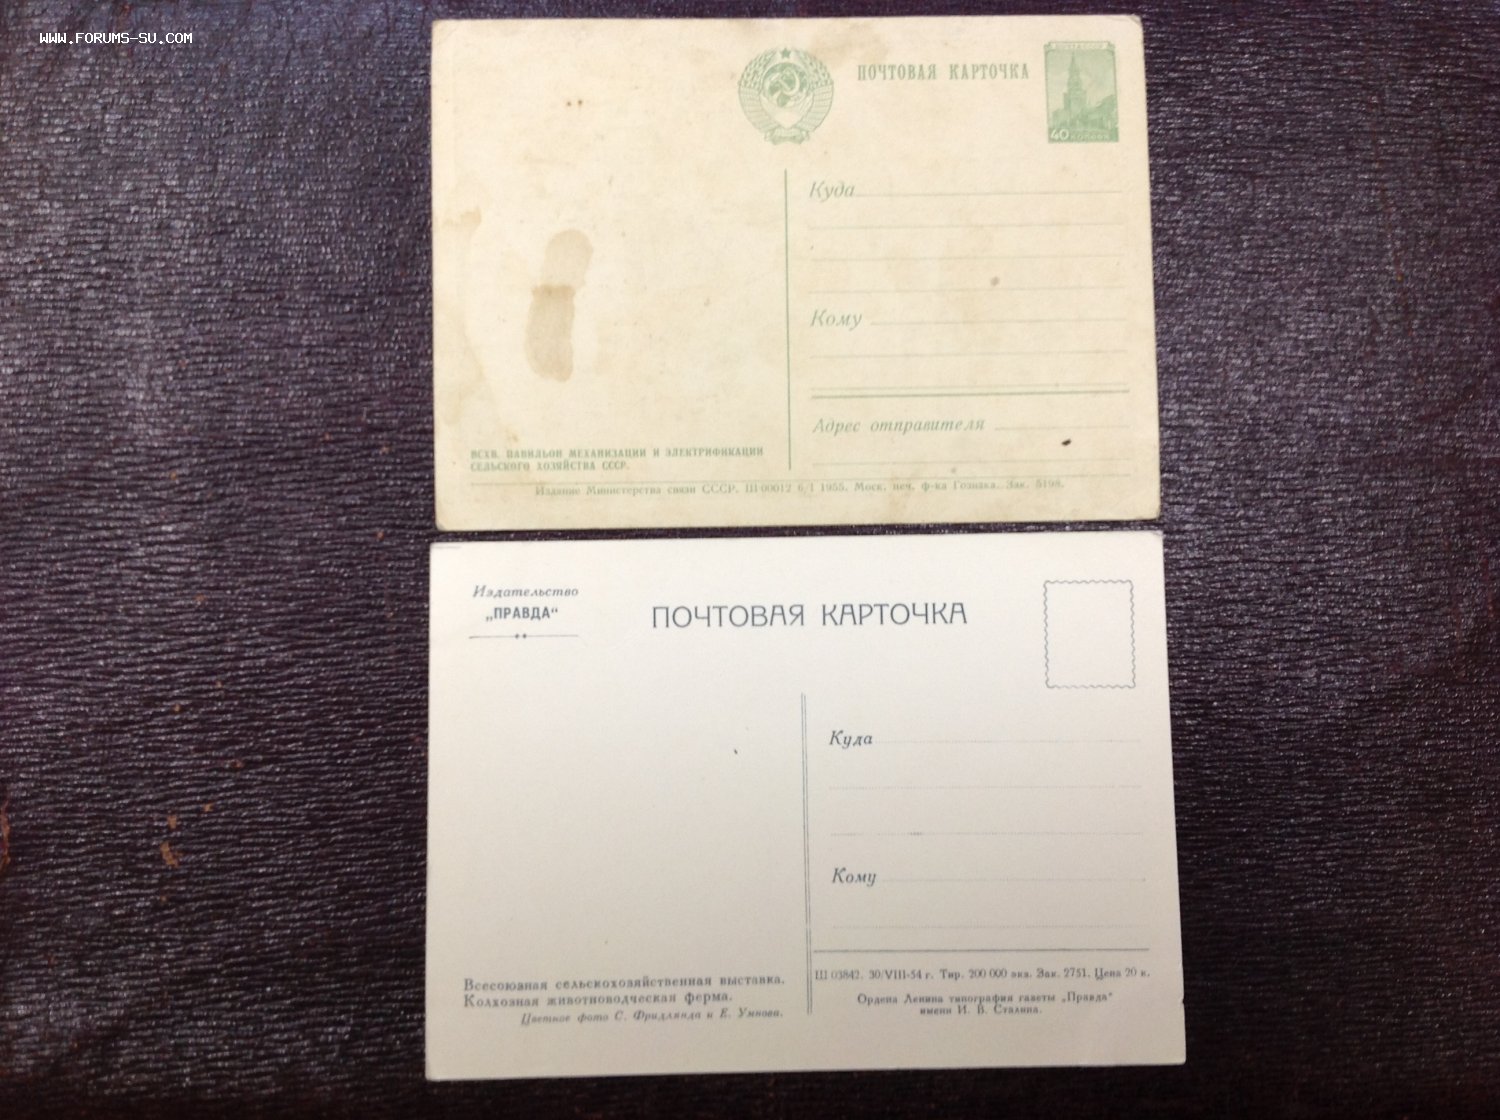 WWW.FORUMS-SU.COM
ПОЧТОВАЯ КАРТОЧКА
ПОЧТА СССР
40 КОПЕЕК
Куда
Кому
Адрес отправителя
ВСХВ. ПАВИЛЬОН МЕХАНИЗАЦИИ И ЭЛЕКТРИФИКАЦИИ
СЕЛЬСКОГО ХОЗЯЙСТВА СССР.
Издание Министерства связи СССР. Ш-00012 6/I 1955. Моск. печ. ф-ка Гознака. Зак. 5198.
Издательство
„ПРАВДА“
ПОЧТОВАЯ КАРТОЧКА
Куда
Кому
Всесоюзная сельскохозяйственная выставка.
Колхозная животноводческая ферма.
Цветное фото С. Фридлянда и Е. Умнова.
Ш 03842. 30/VIII-54 г. Тир. 200 000 экз. Зак. 2751. Цена 20 к.
Ордена Ленина типография газеты „Правда“
имени И. В. Сталина.